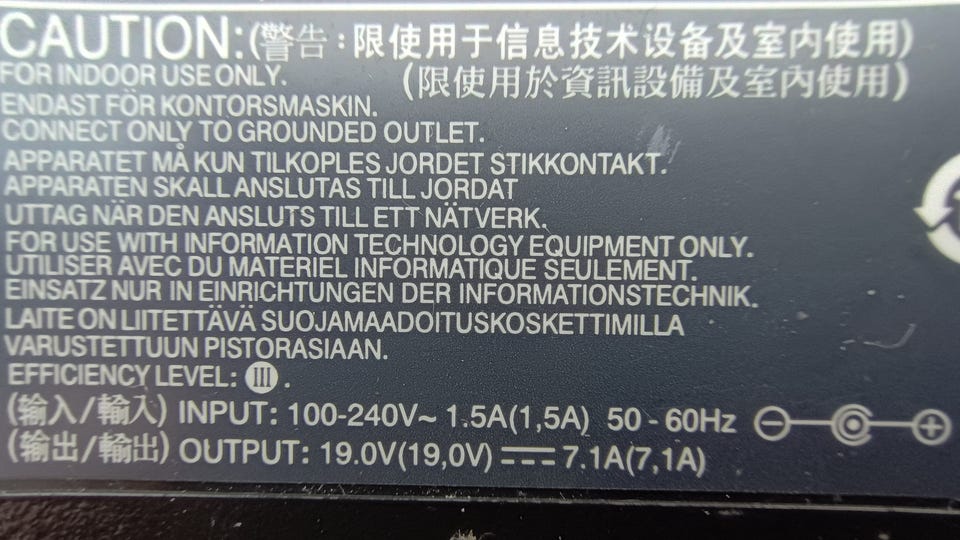 CAUTION:(警告:限使用于信息技术设备及室内使用)
FOR INDOOR USE ONLY. (限使用於資訊設備及室內使用)
ENDAST FÖR KONTORSMASKIN.
CONNECT ONLY TO GROUNDED OUTLET.
APPARATET MÅ KUN TILKOPLES JORDET STIKKONTAKT.
APPARATEN SKALL ANSLUTAS TILL JORDAT
UTTAG NÄR DEN ANSLUTS TILL ETT NÄTVERK.
FOR USE WITH INFORMATION TECHNOLOGY EQUIPMENT ONLY.
UTILISER AVEC DU MATERIEL INFORMATIQUE SEULEMENT.
EINSATZ NUR IN EINRICHTUNGEN DER INFORMATIONSTECHNIK.
LAITE ON LIITETTÄVÄ SUOJAMAADOITUSKOSKETTIMILLA
VARUSTETTUUN PISTORASIAAN.
EFFICIENCY LEVEL: III.
(输入/輸入) INPUT: 100-240V~ 1.5A(1,5A) 50 - 60Hz
(输出/輸出) OUTPUT: 19.0V(19,0V) ⎓ 7.1A(7,1A)